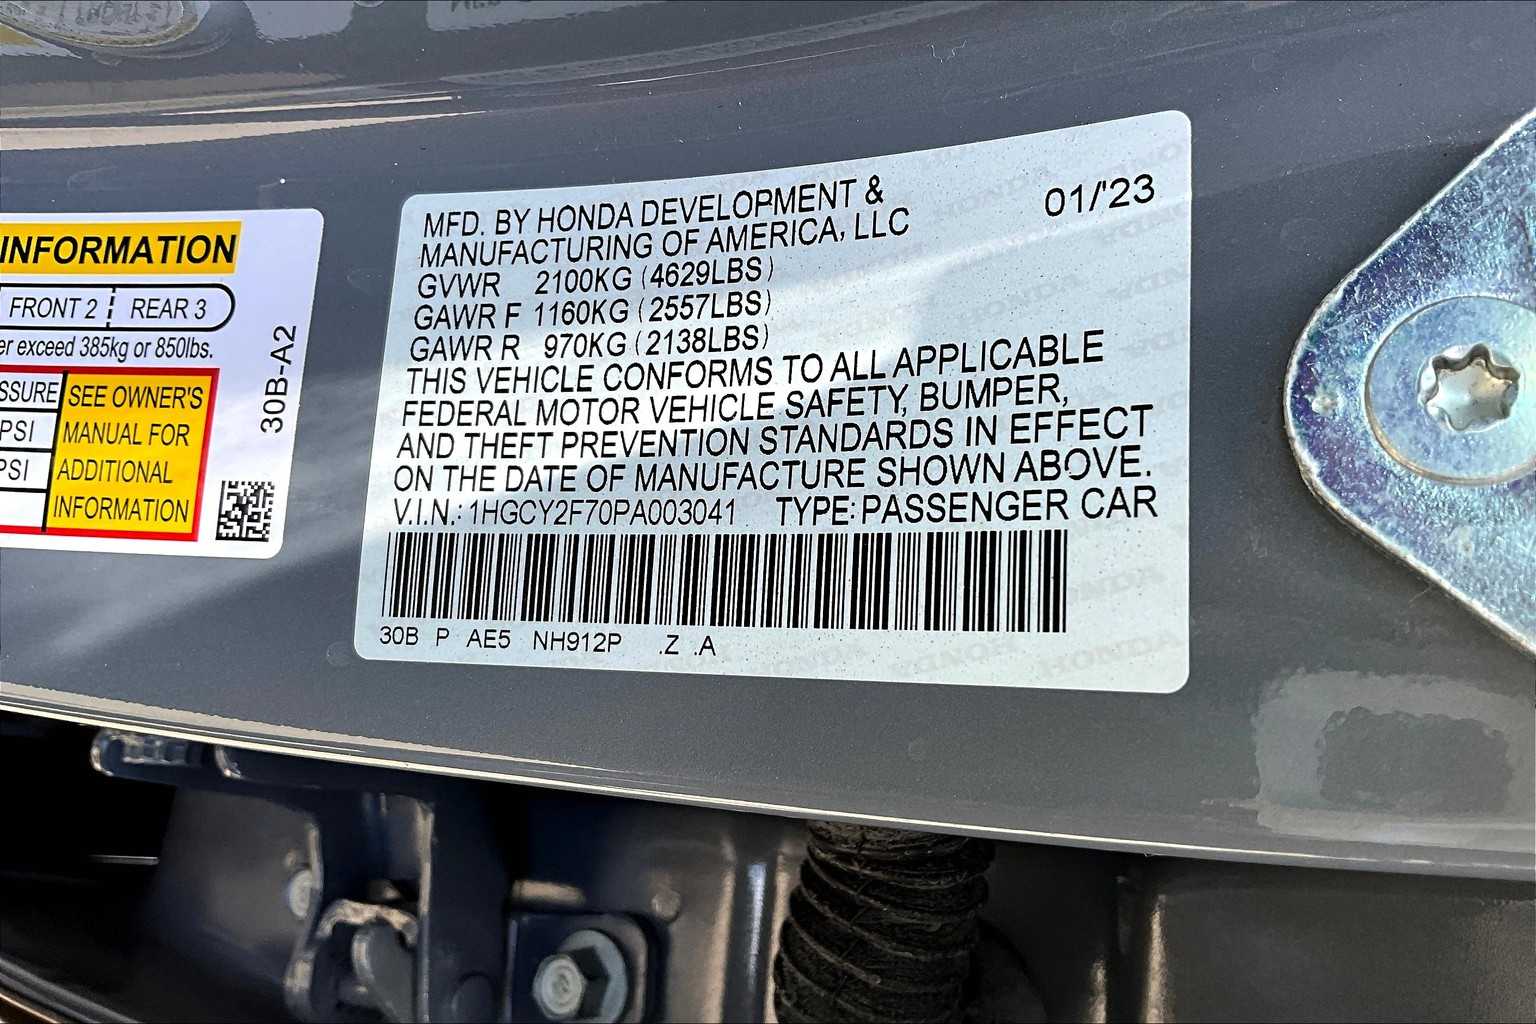 INFORMATION
FRONT 2 REAR 3
er exceed 385kg or 850lbs.
SSURE
PSI
PSI
SEE OWNER'S
MANUAL FOR
ADDITIONAL
INFORMATION
30B-A2
MFD. BY HONDA DEVELOPMENT &
MANUFACTURING OF AMERICA, LLC
01/'23
GVWR 2100KG (4629LBS)
GAWR F 1160KG (2557LBS)
GAWR R 970KG (2138LBS)
THIS VEHICLE CONFORMS TO ALL APPLICABLE
FEDERAL MOTOR VEHICLE SAFETY, BUMPER,
AND THEFT PREVENTION STANDARDS IN EFFECT
ON THE DATE OF MANUFACTURE SHOWN ABOVE.
V.I.N.: 1HGCY2F70PA003041 TYPE: PASSENGER CAR
30B P AE5 NH912P .Z .A